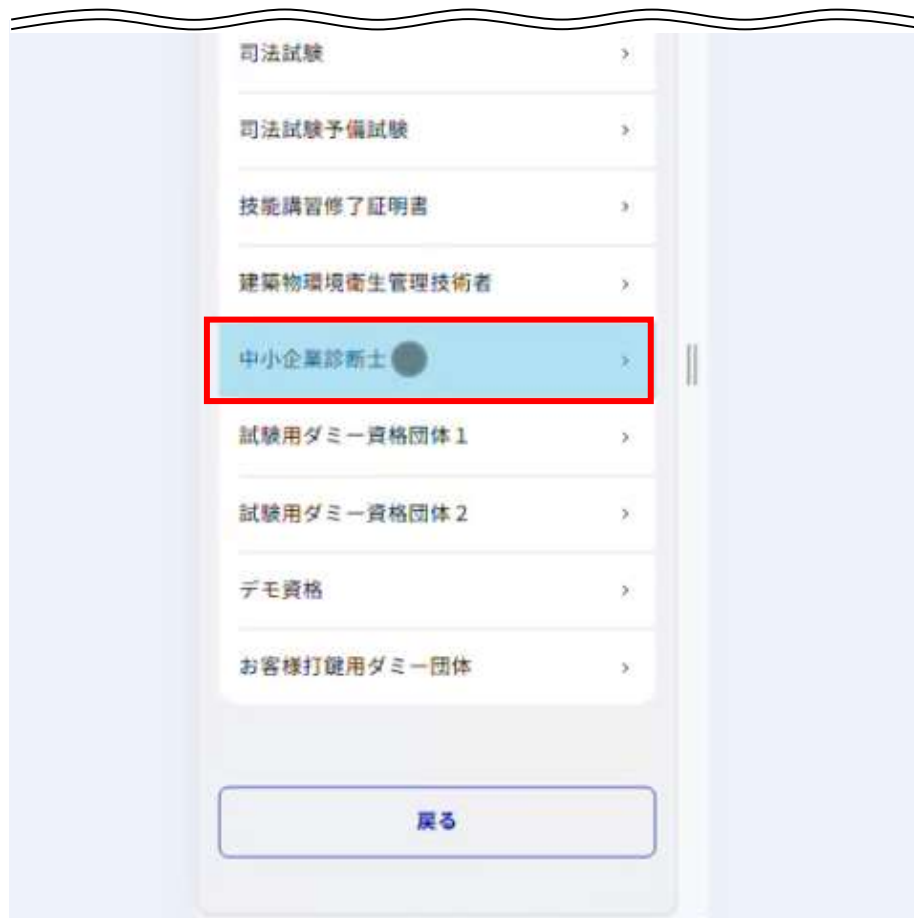 司法試験
司法試験予備試験
技能講習修了証明書
建築物環境衛生管理技術者
中小企業診断士
試験用ダミー資格団体１
試験用ダミー資格団体２
デモ資格
お客様打鍵用ダミー団体
戻る